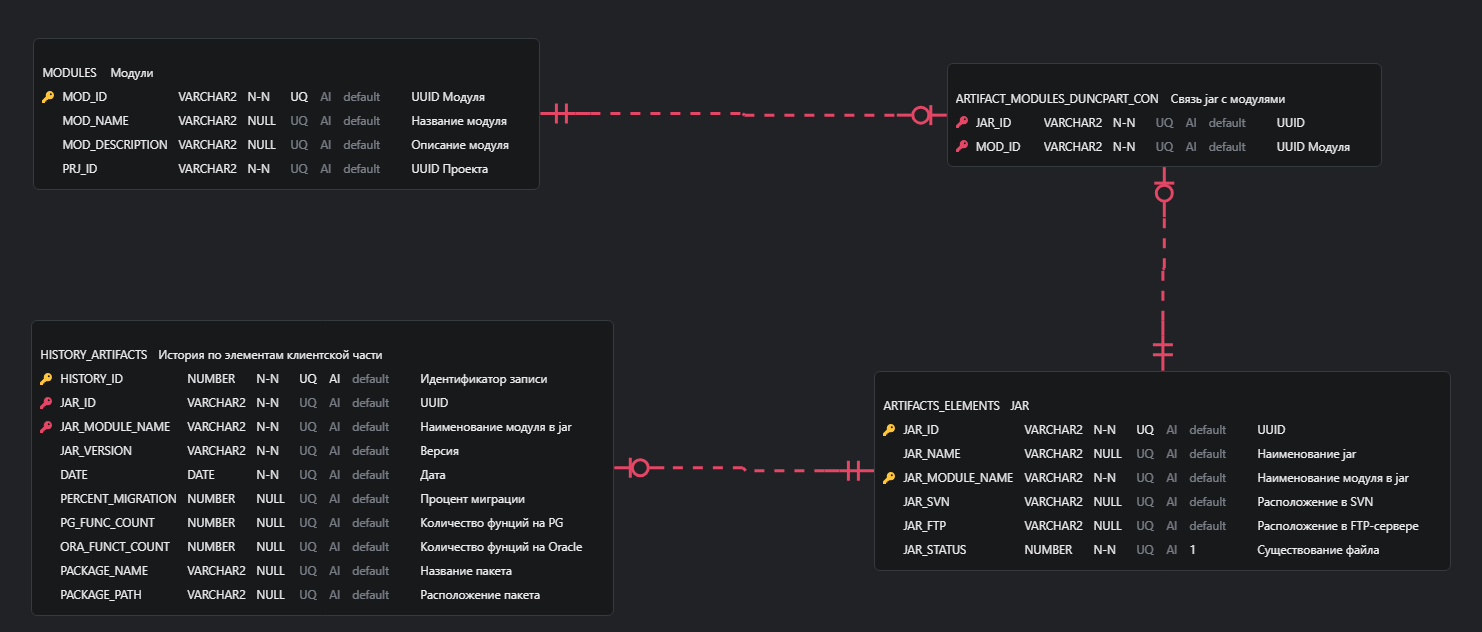 MODULES Модули
MOD_ID VARCHAR2 N-N UQ AI default UUID Модуля
MOD_NAME VARCHAR2 NULL UQ AI default Название модуля
MOD_DESCRIPTION VARCHAR2 NULL UQ AI default Описание модуля
PRJ_ID VARCHAR2 N-N UQ AI default UUID Проекта
ARTIFACT_MODULES_DUNCPART_CON Связь jar с модулями
JAR_ID VARCHAR2 N-N UQ AI default UUID
MOD_ID VARCHAR2 N-N UQ AI default UUID Модуля
HISTORY_ARTIFACTS История по элементам клиентской части
HISTORY_ID NUMBER N-N UQ AI default Идентификатор записи
JAR_ID VARCHAR2 N-N UQ AI default UUID
JAR_MODULE_NAME VARCHAR2 N-N UQ AI default Наименование модуля в jar
JAR_VERSION VARCHAR2 N-N UQ AI default Версия
DATE DATE N-N UQ AI default Дата
PERCENT_MIGRATION NUMBER NULL UQ AI default Процент миграции
PG_FUNC_COUNT NUMBER NULL UQ AI default Количество фунций на PG
ORA_FUNCT_COUNT NUMBER NULL UQ AI default Количество фунций на Oracle
PACKAGE_NAME VARCHAR2 NULL UQ AI default Название пакета
PACKAGE_PATH VARCHAR2 NULL UQ AI default Расположение пакета
ARTIFACTS_ELEMENTS JAR
JAR_ID VARCHAR2 N-N UQ AI default UUID
JAR_NAME VARCHAR2 NULL UQ AI default Наименование jar
JAR_MODULE_NAME VARCHAR2 N-N UQ AI default Наименование модуля в jar
JAR_SVN VARCHAR2 NULL UQ AI default Расположение в SVN
JAR_FTP VARCHAR2 NULL UQ AI default Расположение в FTP-сервере
JAR_STATUS NUMBER N-N UQ AI 1 Существование файла